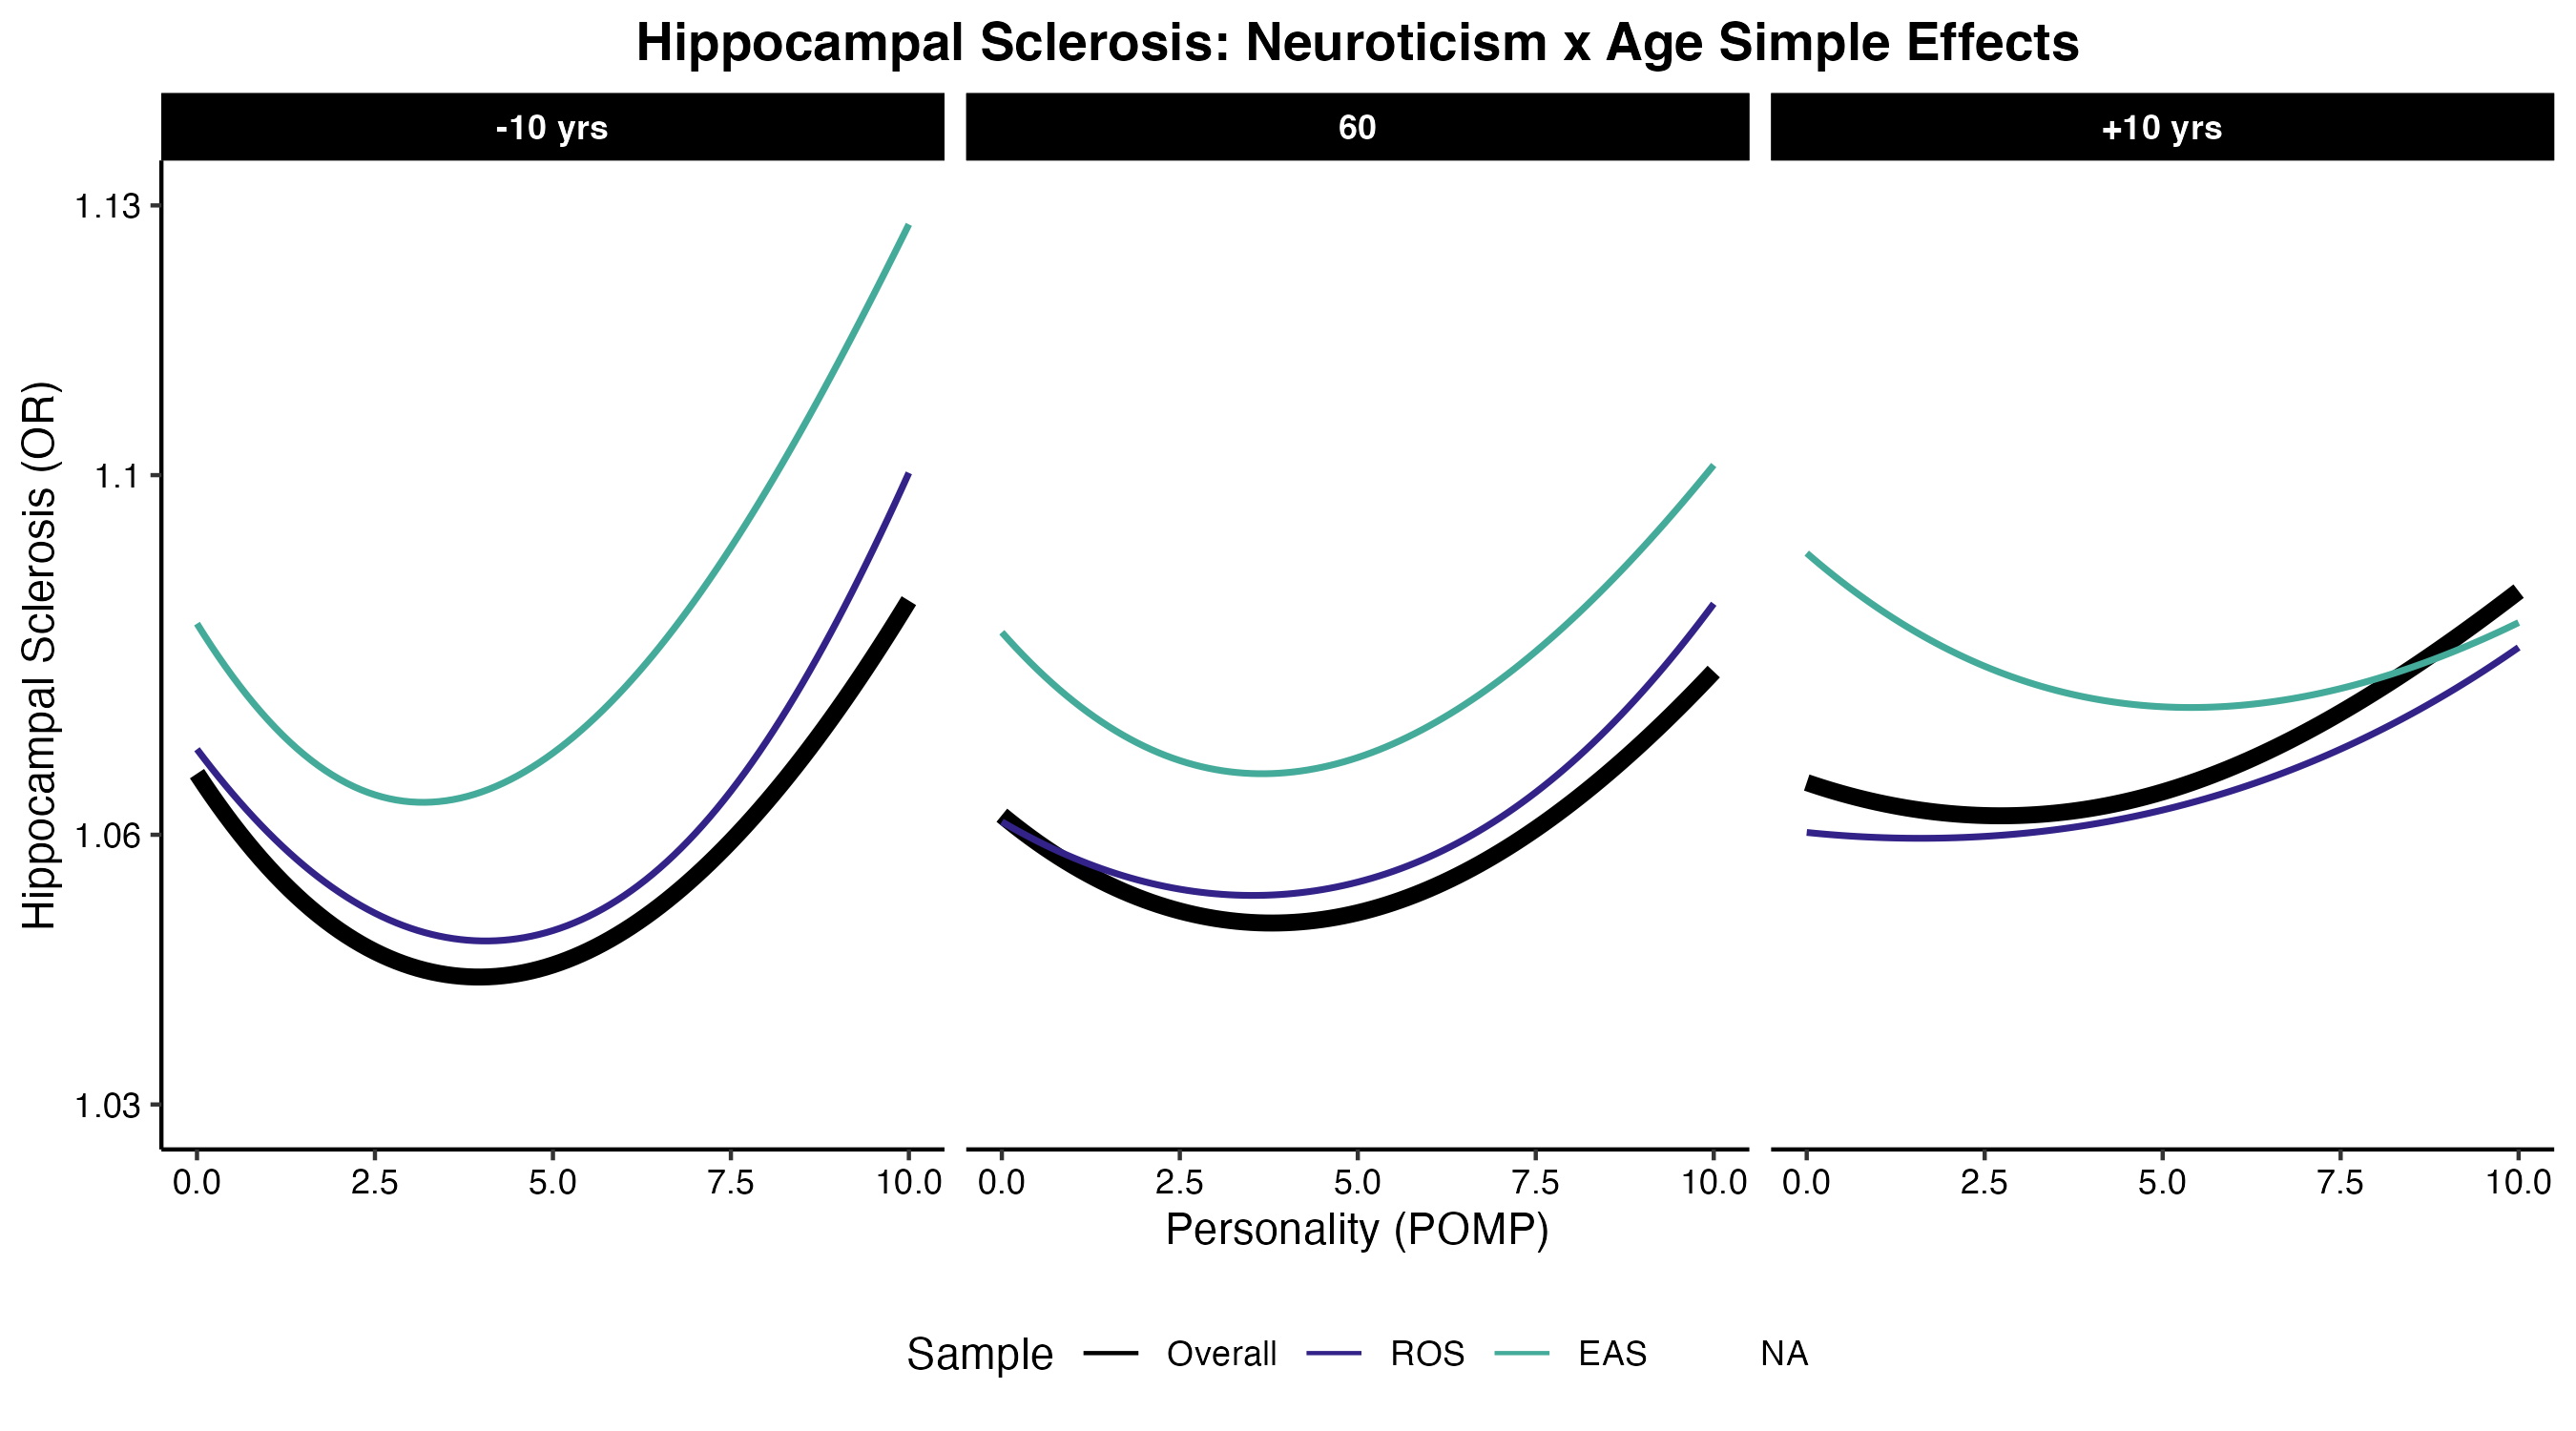 Hippocampal Sclerosis: Neuroticism x Age Simple Effects
-10 yrs
60
+10 yrs
Hippocampal Sclerosis (OR)
1.13
1.1
1.06
1.03
0.0 2.5 5.0 7.5 10.0
0.0 2.5 5.0 7.5 10.0
0.0 2.5 5.0 7.5 10.0
Personality (POMP)
Sample Overall ROS EAS NA